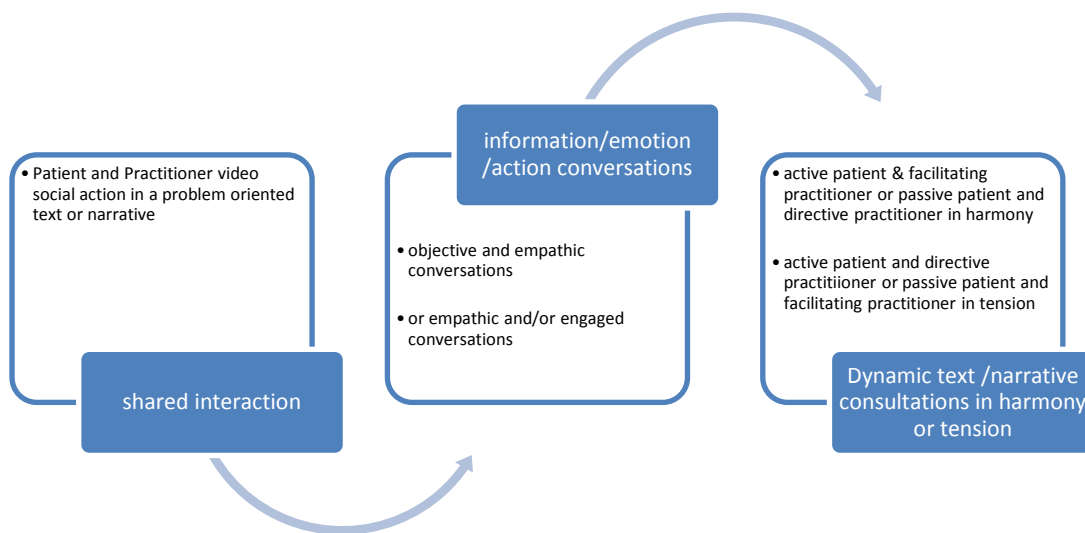 • Patient and Practitioner video
social action in a problem oriented
text or narrative
shared interaction
information/emotion
/action conversations
• objective and empathic
conversations
• or empathic and/or engaged
conversations
• active patient & facilitating
practitioner or passive patient and
directive practitioner in harmony
• active patient and directive
practitiioner or passive patient and
facilitating practitioner in tension
Dynamic text /narrative
consultations in harmony
or tension